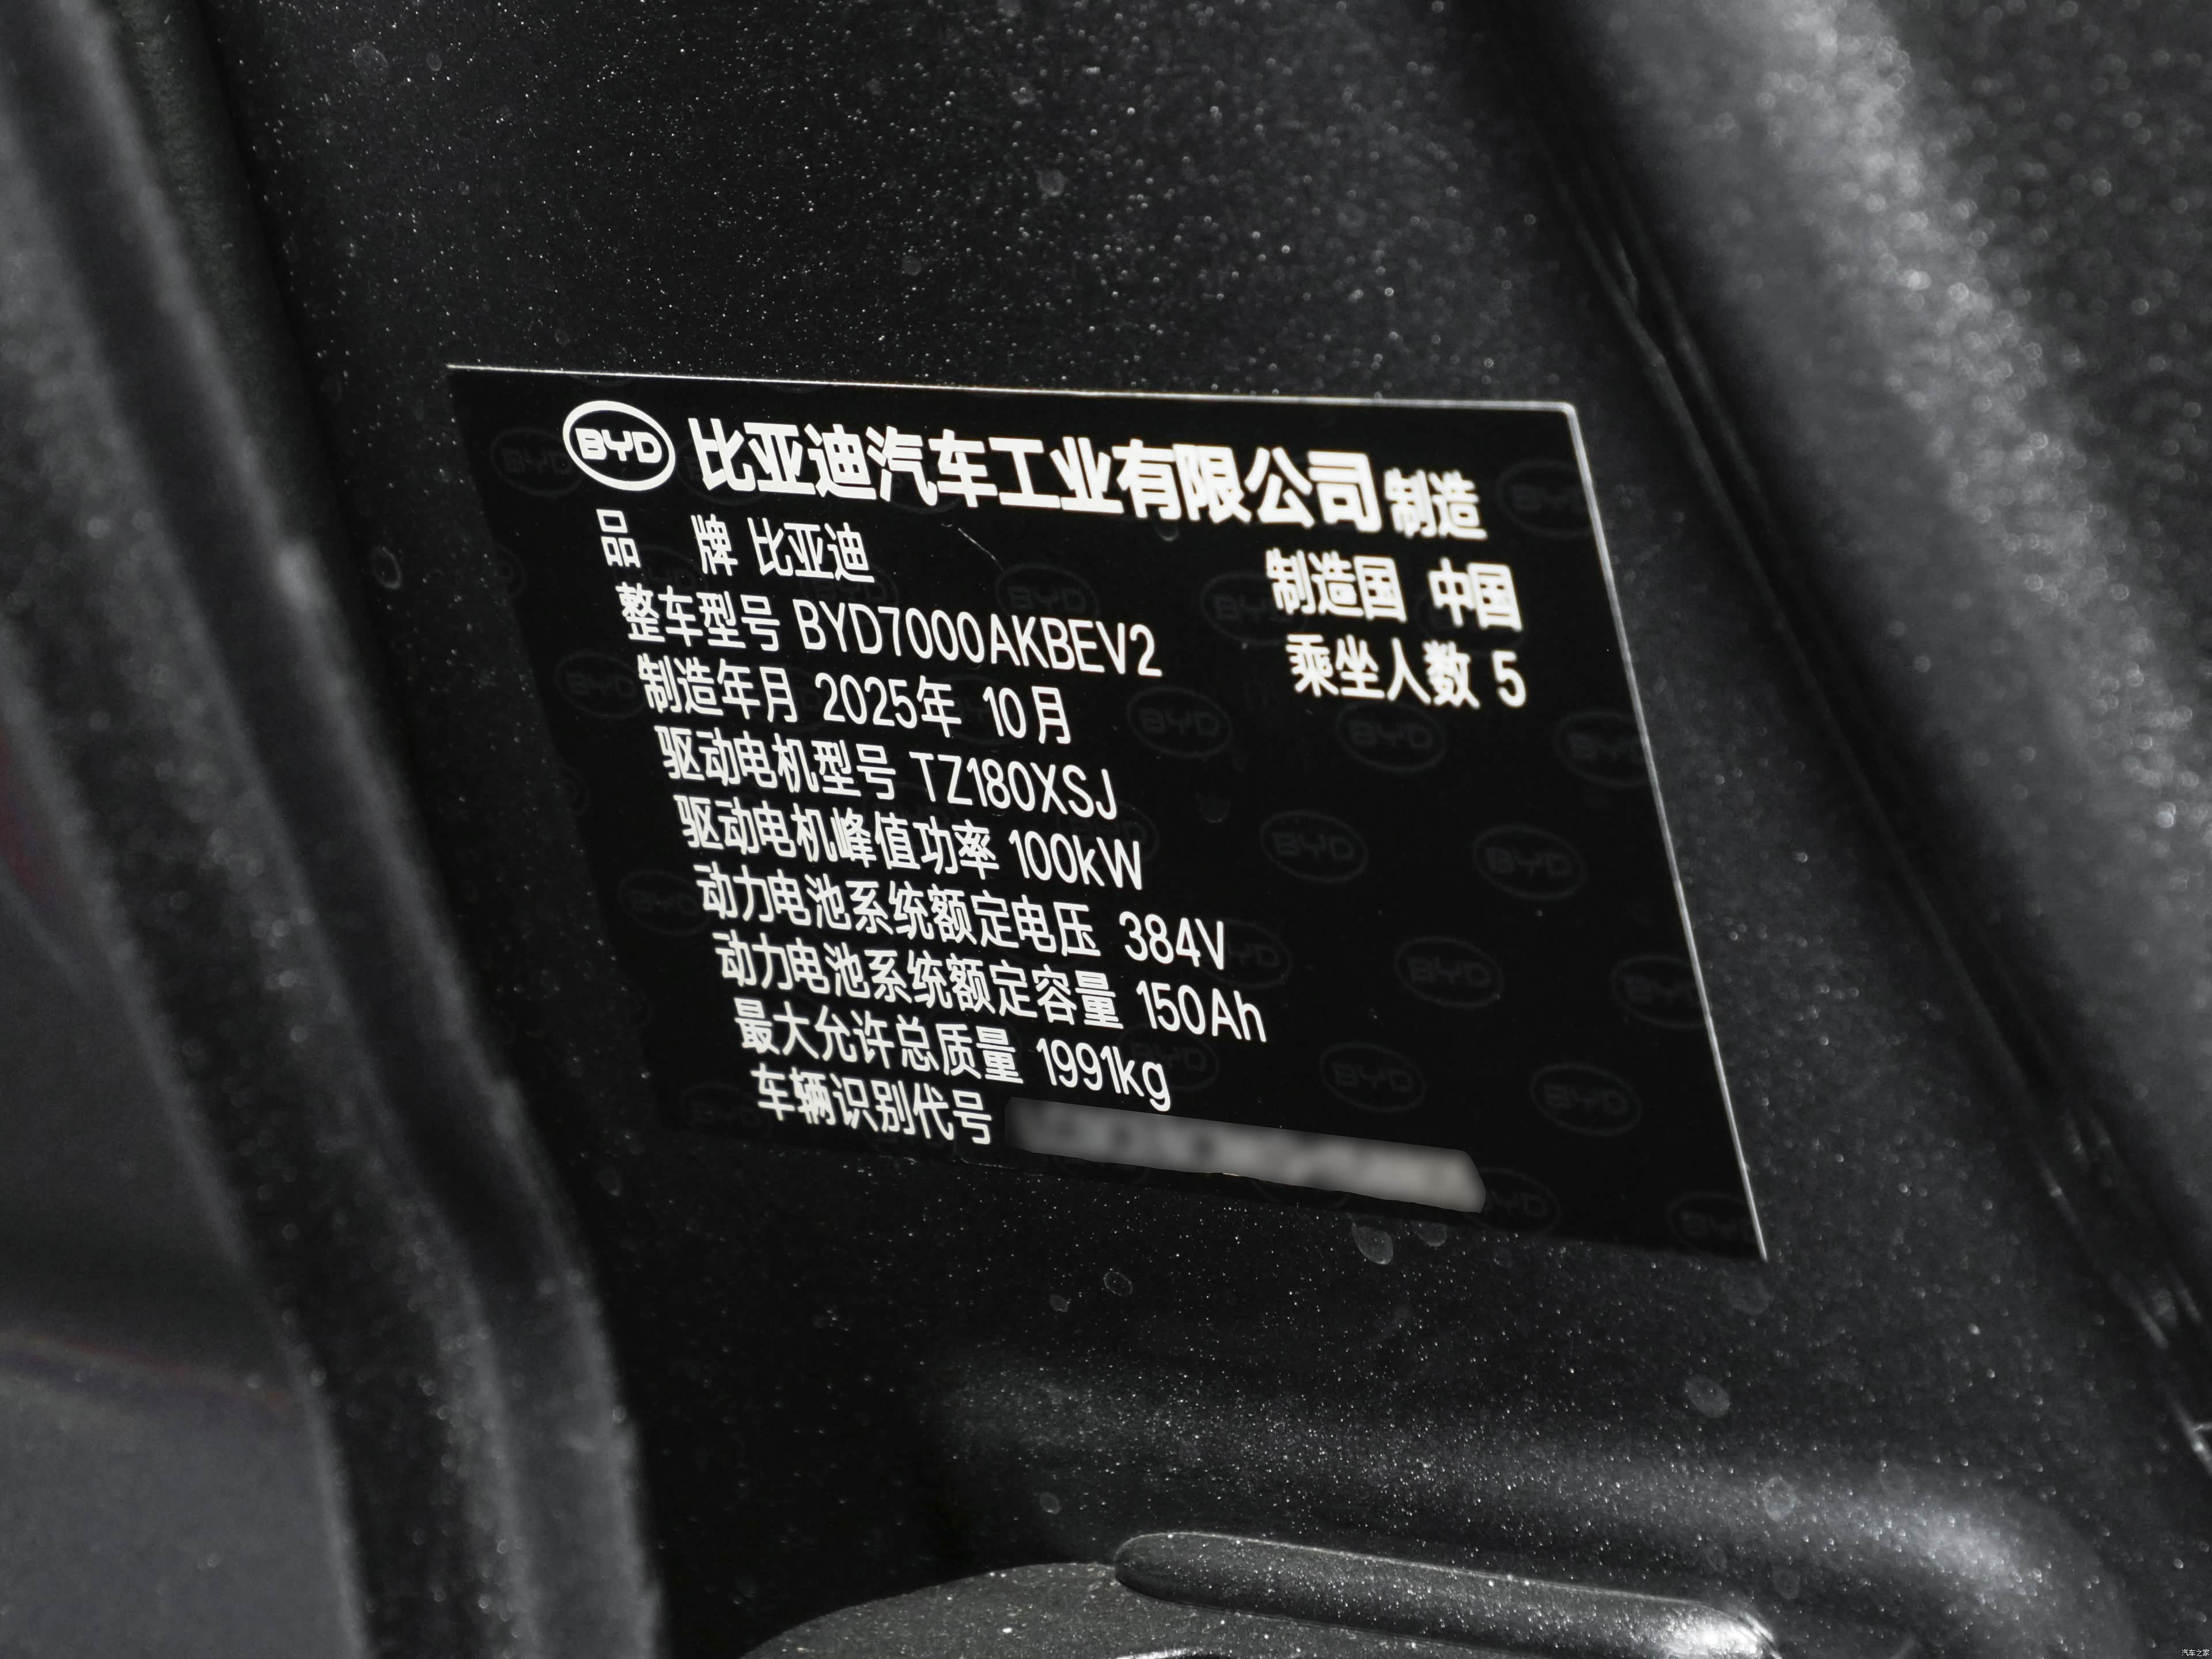 BYD 比亚迪汽车工业有限公司 制造
品 牌 比亚迪 制造国 中国
整车型号 BYD7000AKBEV2 乘坐人数 5
制造年月 2025年 10月
驱动电机型号 TZ180XSJ
驱动电机峰值功率 100kW
动力电池系统额定电压 384V
动力电池系统额定容量 150Ah
最大允许总质量 1991kg
车辆识别代号
汽车之家